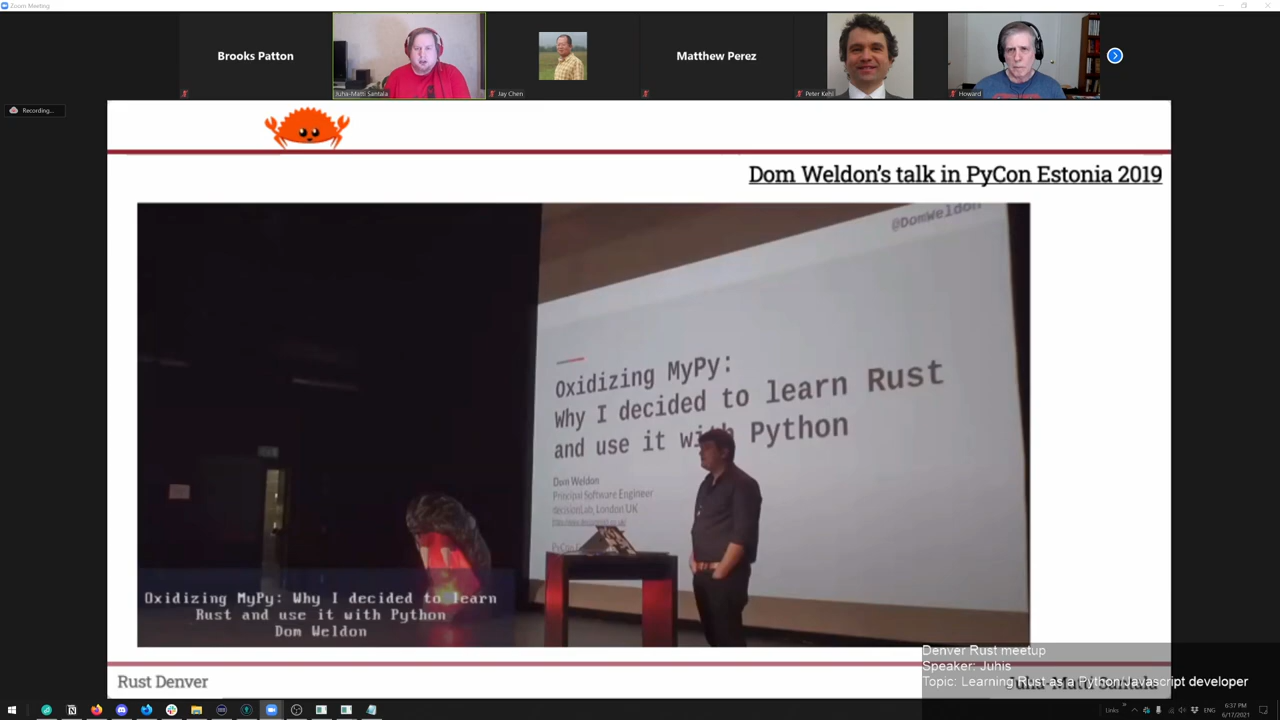 Zoom Meeting
Brooks Patton
Juha-Matti Santala
Jay Chen
Matthew Perez
Peter Kehl
Howard
Recording...
Dom Weldon's talk in PyCon Estonia 2019
@DomWeldon
Oxidizing MyPy:
Why I decided to learn Rust
and use it with Python
Dom Weldon
Principal Software Engineer
decisionLab, London UK
Oxidizing MyPy: Why I decided to learn
Rust and use it with Python
Dom Weldon
Rust Denver
Juha-Matti Santala
Denver Rust meetup
Speaker: Juhis
Topic: Learning Rust as a Python/Javascript developer
Links
ENG
6:37 PM
6/17/2021